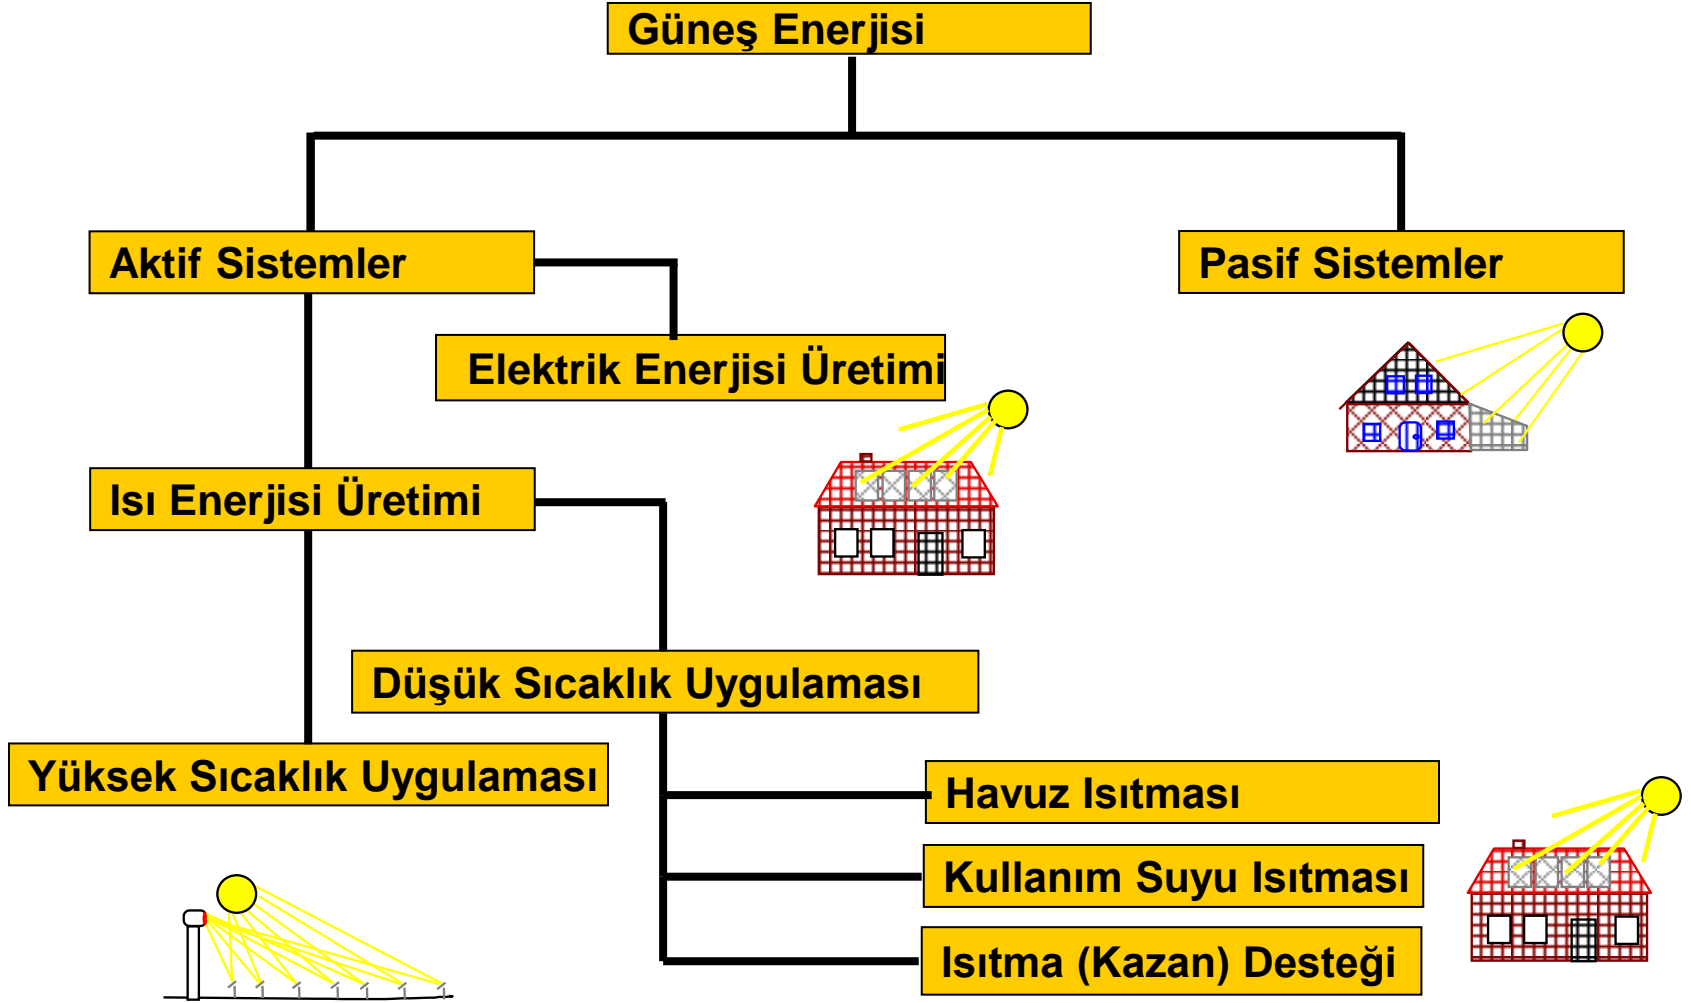 Güneş Enerjisi
Aktif Sistemler
Pasif Sistemler
Elektrik Enerjisi Üretimi
Isı Enerjisi Üretimi
Düşük Sıcaklık Uygulaması
Yüksek Sıcaklık Uygulaması
Havuz Isıtması
Kullanım Suyu Isıtması
Isıtma (Kazan) Desteği